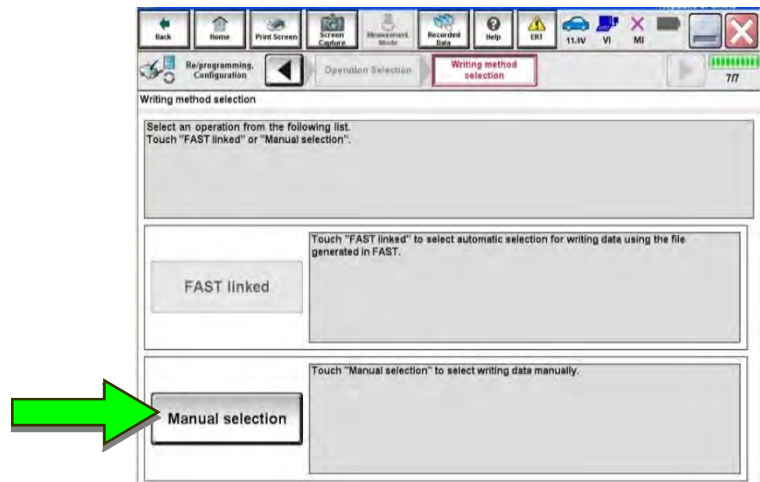 Back
Home
Print Screen
Screen
Capture
Measurement
Mode
Recorded
Data
Help
ERT
11.1V
VI
MI
Re/programming,
Configuration
Operation Selection
Writing method
selection
7/7
Writing method selection
Select an operation from the following list.
Touch "FAST linked" or "Manual selection".
FAST linked
Touch "FAST linked" to select automatic selection for writing data using the file
generated in FAST.
Manual selection
Touch "Manual selection" to select writing data manually.